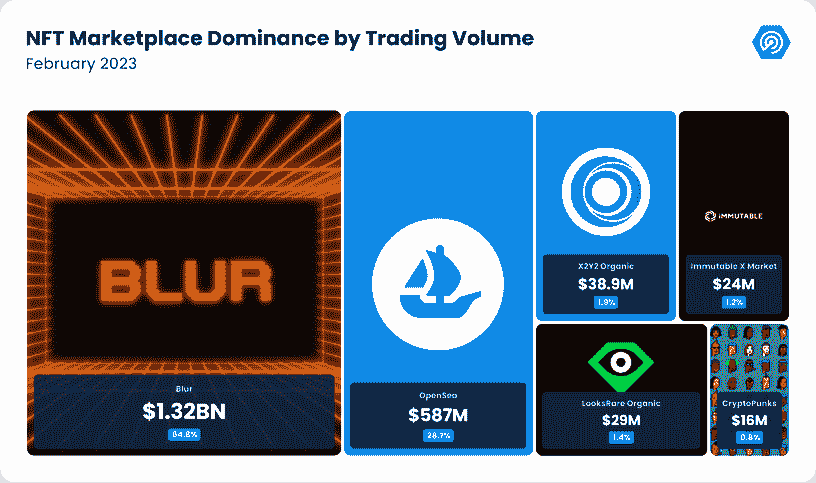 NFT Marketplace Dominance by Trading Volume
February 2023
BLUR
Blur
$1.32BN
64.8%
OpenSea
$587M
28.7%
X2Y2 Organic
$38.9M
1.9%
IMMUTABLE
Immutable X Market
$24M
1.2%
LooksRare Organic
$29M
1.4%
CryptoPunks
$16M
0.8%